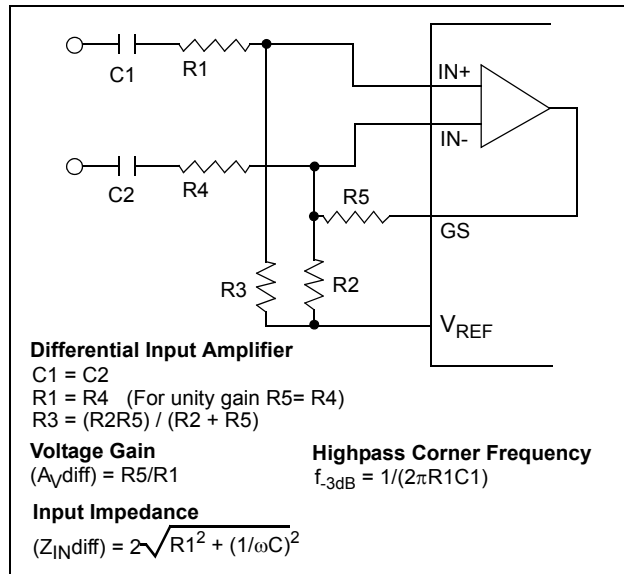 C1
R1
IN+
IN-
C2
R4
R5
GS
R3
R2
VREF
Differential Input Amplifier
C1 = C2
R1 = R4 (For unity gain R5= R4)
R3 = (R2R5) / (R2 + R5)
Voltage Gain
(AVdiff) = R5/R1
Highpass Corner Frequency
f-3dB = 1/(2πR1C1)
Input Impedance
(ZINdiff) = 2√R1² + (1/ωC)²